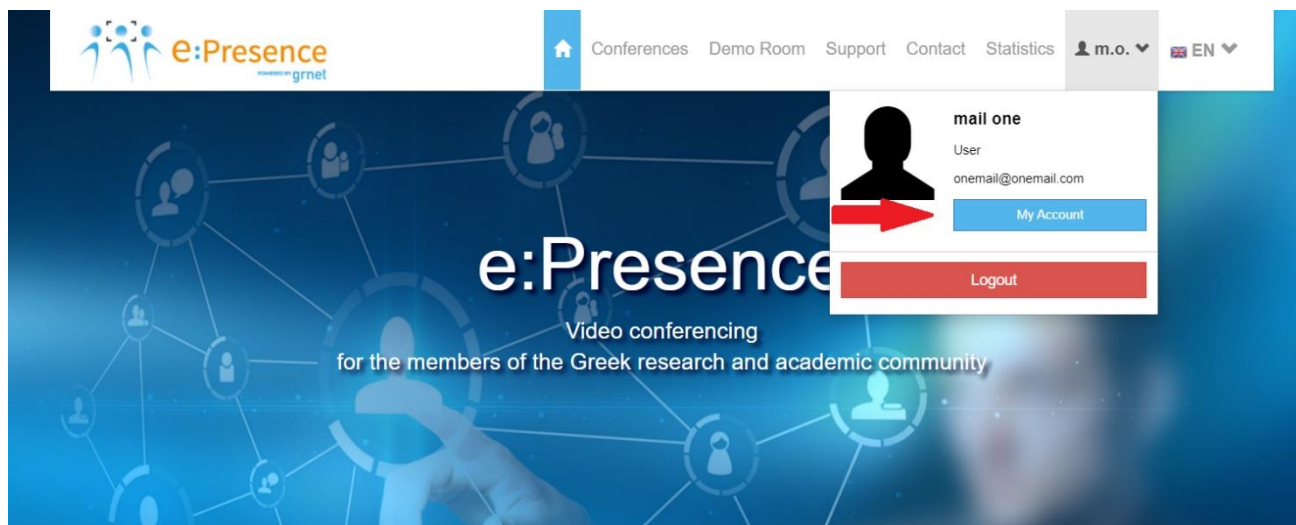 e:Presence
POWERED BY grnet
Conferences Demo Room Support Contact Statistics m.o. EN
mail one
User
onemail@onemail.com
My Account
Logout
e:Presence
Video conferencing
for the members of the Greek research and academic community